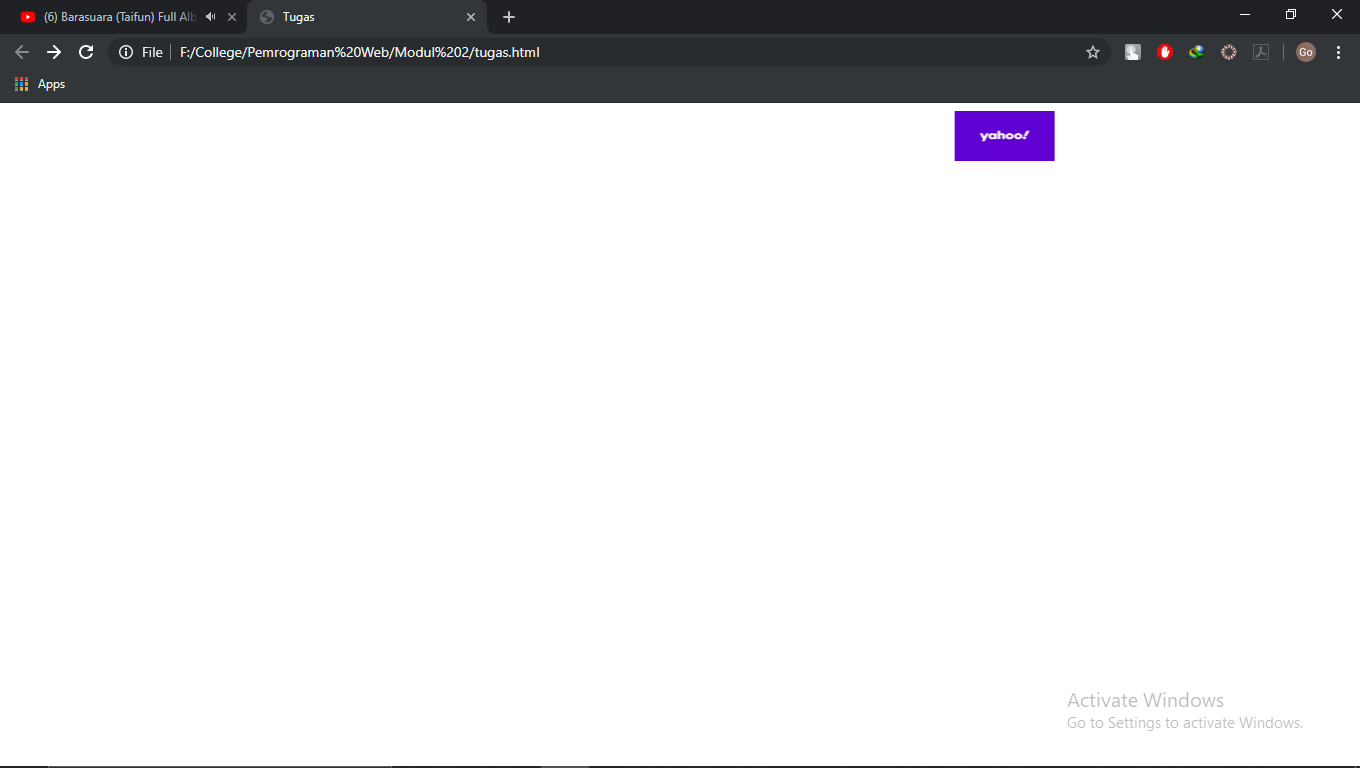 (6) Barasuara (Taifun) Full Alb
Tugas
File
F:/College/Pemrograman%20Web/Modul%202/tugas.html
Go
Apps
yahoo!
Activate Windows
Go to Settings to activate Windows.